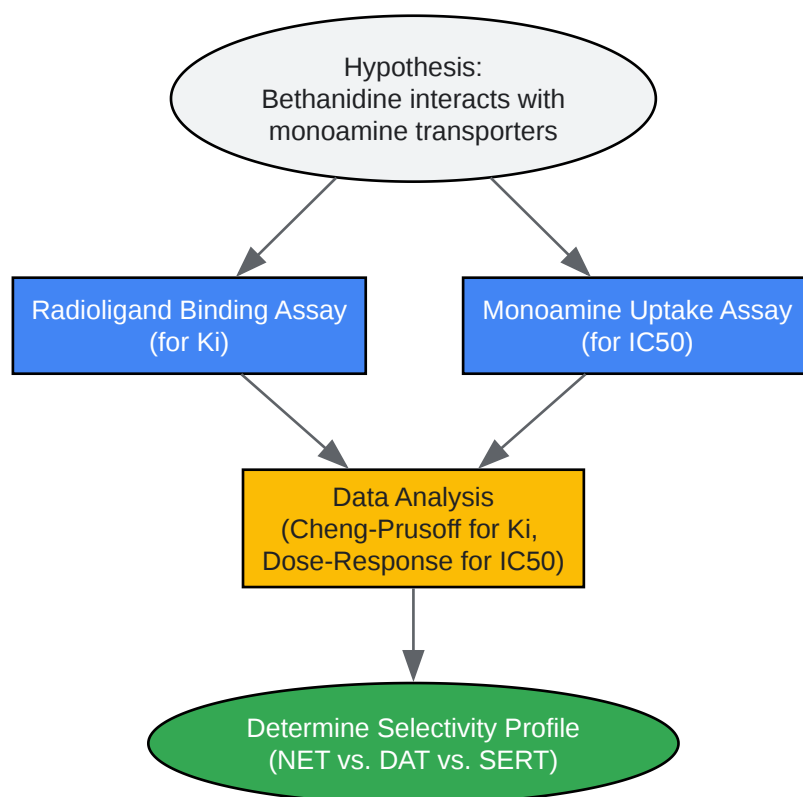 Hypothesis:
Bethanidine interacts with
monoamine transporters
Radioligand Binding Assay
(for Ki)
Monoamine Uptake Assay
(for IC50)
Data Analysis
(Cheng-Prusoff for Ki,
Dose-Response for IC50)
Determine Selectivity Profile
(NET vs. DAT vs. SERT)